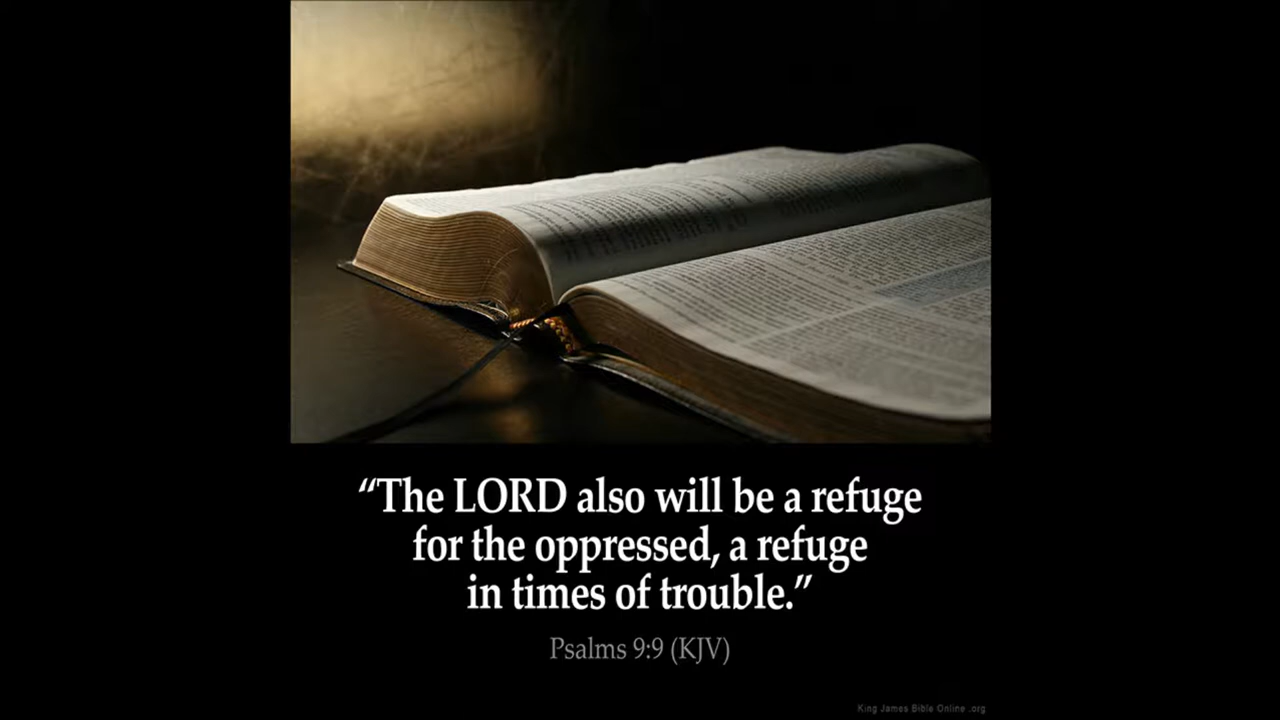 “The LORD also will be a refuge
for the oppressed, a refuge
in times of trouble.”
Psalms 9:9 (KJV)
King James Bible Online .org